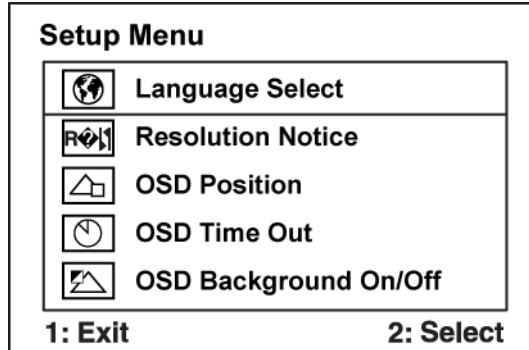 Setup Menu
Language Select
Resolution Notice
OSD Position
OSD Time Out
OSD Background On/Off
1: Exit 2: Select